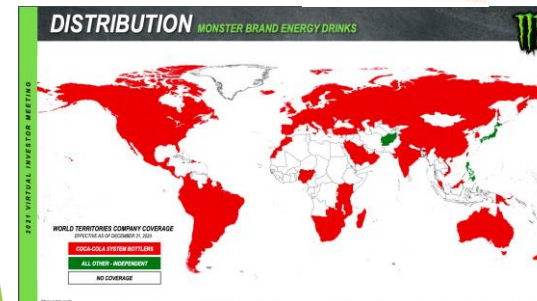 DISTRIBUTION MONSTER BRAND ENERGY DRINKS
2021 VIRTUAL INVESTOR MEETING
WORLD TERRITORIES COMPANY COVERAGE
EFFECTIVE AS OF DECEMBER 31, 2020
COCA-COLA SYSTEM BOTTLERS
ALL OTHER - INDEPENDENT
NO COVERAGE